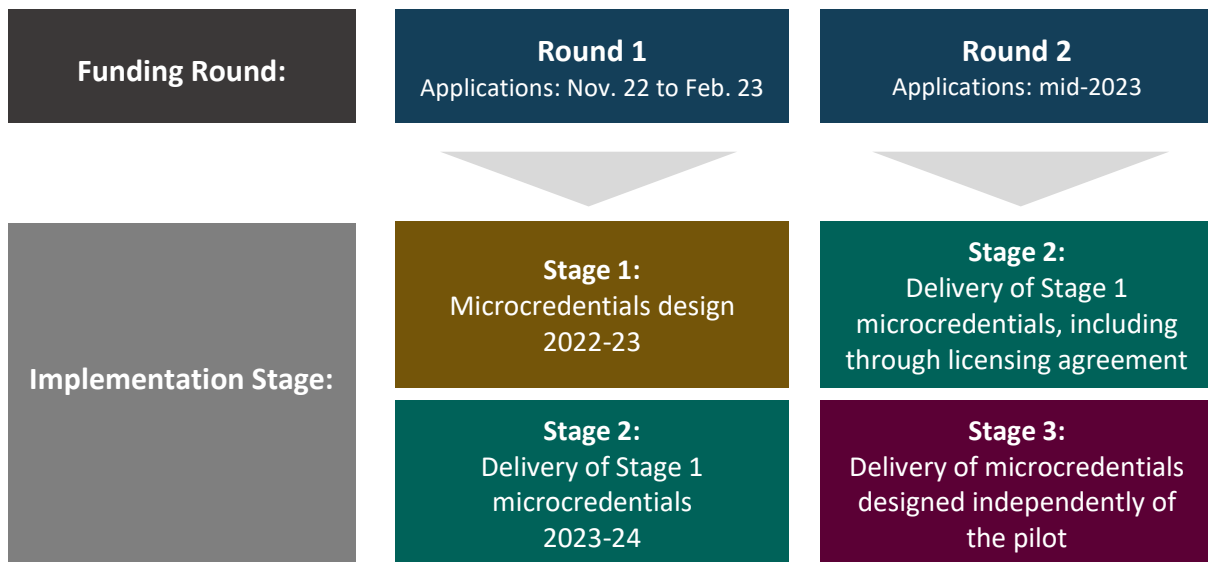 Funding Round:
Round 1
Applications: Nov. 22 to Feb. 23
Round 2
Applications: mid-2023
Implementation Stage:
Stage 1:
Microcredentials design
2022-23
Stage 2:
Delivery of Stage 1
microcredentials, including
through licensing agreement
Stage 2:
Delivery of Stage 1
microcredentials
2023-24
Stage 3:
Delivery of microcredentials
designed independently of
the pilot